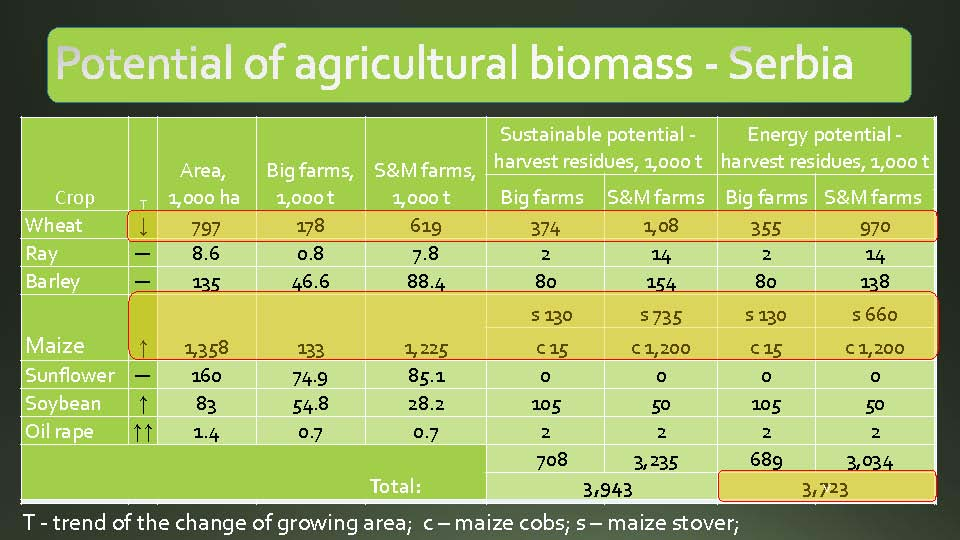 Potential of agricultural biomass - Serbia
Sustainable potential - harvest residues, 1,000 t Energy potential - harvest residues, 1,000 t
Crop T Area, 1,000 ha Big farms, 1,000 t S&M farms, 1,000 t Big farms S&M farms Big farms S&M farms
Wheat ↓ 797 178 619 374 1,08 355 970
Ray — 8.6 0.8 7.8 2 14 2 14
Barley — 135 46.6 88.4 80 154 80 138
s 130 s 735 s 130 s 660
Maize ↑ 1,358 133 1,225 c 15 c 1,200 c 15 c 1,200
Sunflower — 160 74.9 85.1 0 0 0 0
Soybean ↑ 83 54.8 28.2 105 50 105 50
Oil rape ↑↑ 1.4 0.7 0.7 2 2 2 2
708 3,235 689 3,034
Total: 3,943 3,723
T - trend of the change of growing area; c – maize cobs; s – maize stover;